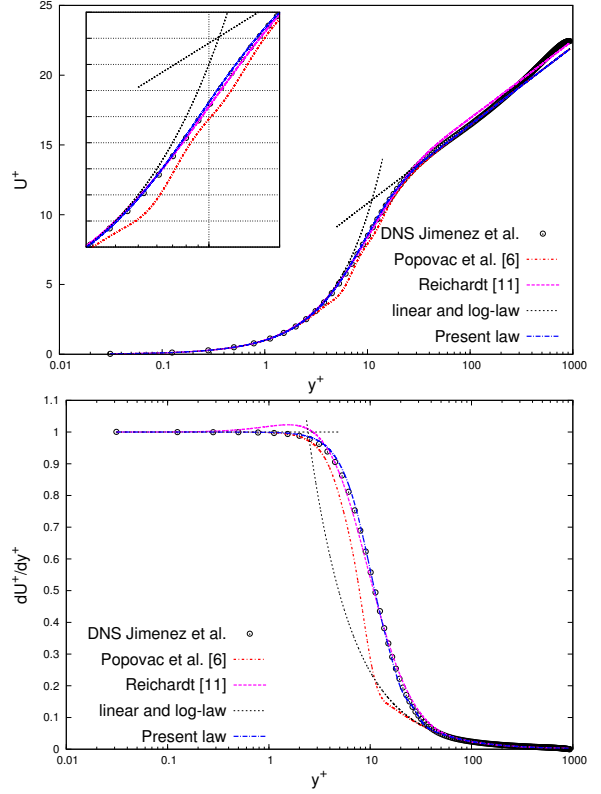 25
20
15
10
5
0
U+
DNS Jimenez et al.
Popovac et al. [6]
Reichardt [11]
linear and log-law
Present law
0.01 0.1 1 10 100 1000
y+
1.1
1
0.9
0.8
0.7
0.6
0.5
0.4
0.3
0.2
0.1
0
dU+/dy+
DNS Jimenez et al.
Popovac et al. [6]
Reichardt [11]
linear and log-law
Present law
0.01 0.1 1 10 100 1000
y+